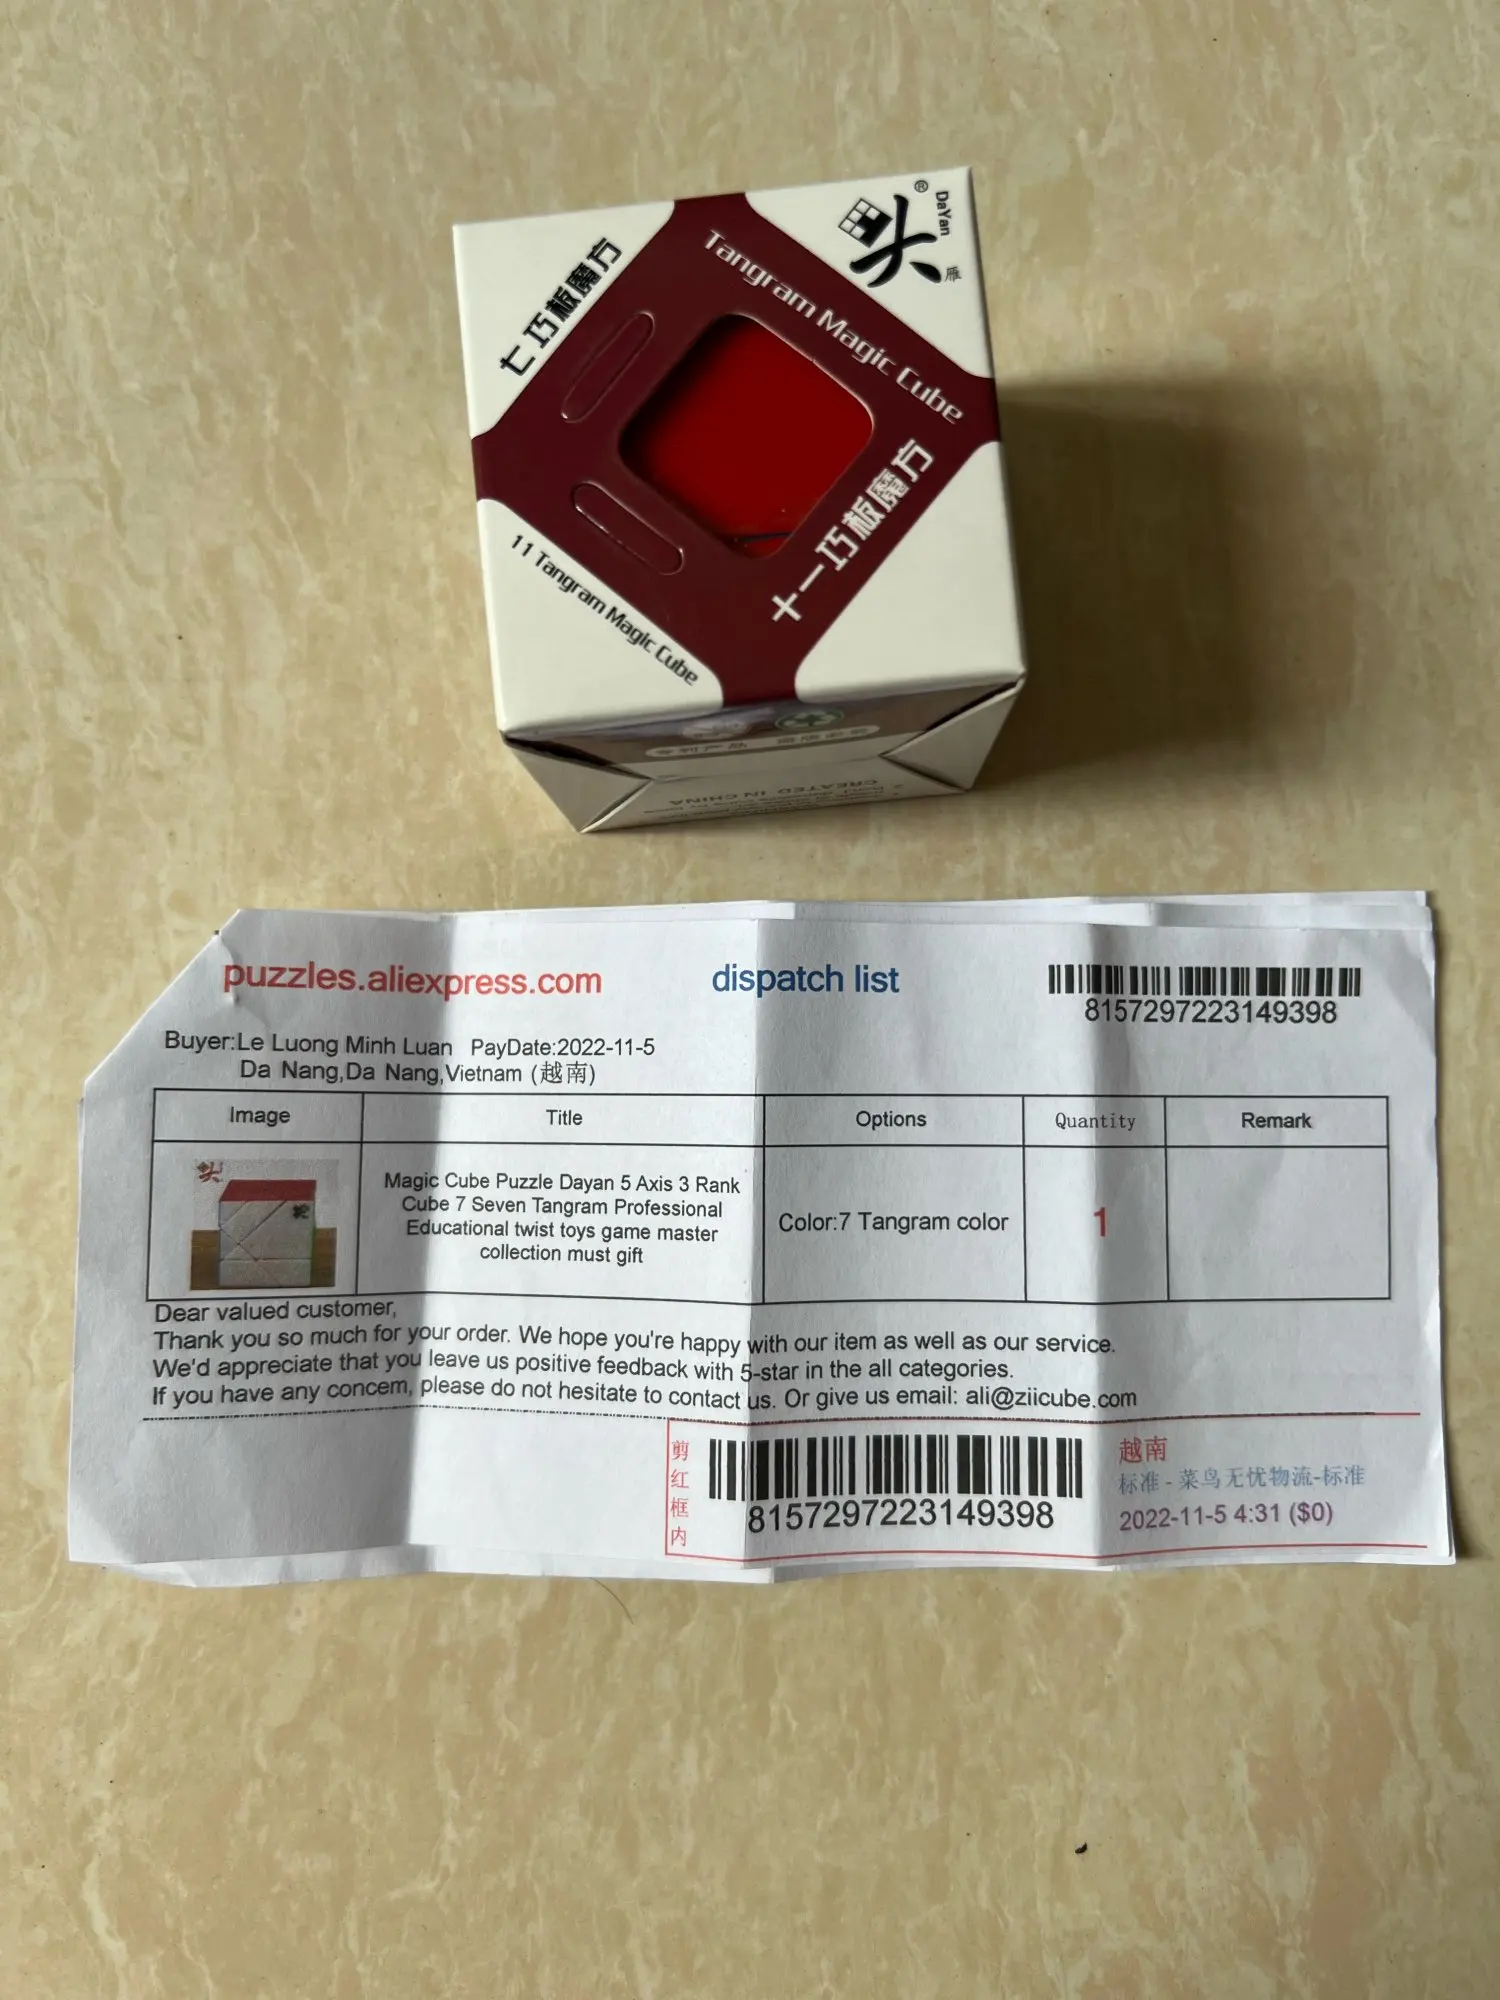 DaYan
®
雁
七巧板魔方
Tangram Magic Cube
十一巧板魔方
11 Tangram Magic Cube
CREATED IN CHINA
puzzles.aliexpress.com
dispatch list
8157297223149398
Buyer:Le Luong Minh Luan PayDate:2022-11-5
Da Nang,Da Nang,Vietnam (越南)
Image Title Options Quantity Remark
Magic Cube Puzzle Dayan 5 Axis 3 Rank
Cube 7 Seven Tangram Professional
Educational twist toys game master
collection must gift
Color:7 Tangram color
1
Dear valued customer,
Thank you so much for your order. We hope you're happy with our item as well as our service.
We'd appreciate that you leave us positive feedback with 5-star in the all categories.
If you have any concem, please do not hesitate to contact us. Or give us email: ali@ziicube.com
剪红框内
8157297223149398
越南
标准 - 菜鸟无忧物流-标准
2022-11-5 4:31 ($0)